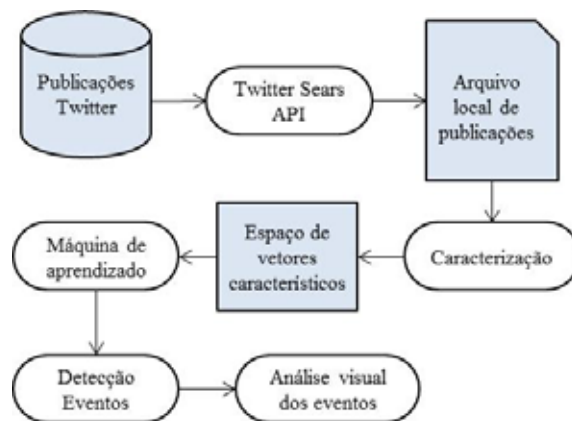 Publicações
Twitter
Twitter Sears
API
Arquivo
local de
publicações
Máquina de
aprendizado
Espaço de
vetores
característicos
Caracterização
Detecção
Eventos
Análise visual
dos eventos